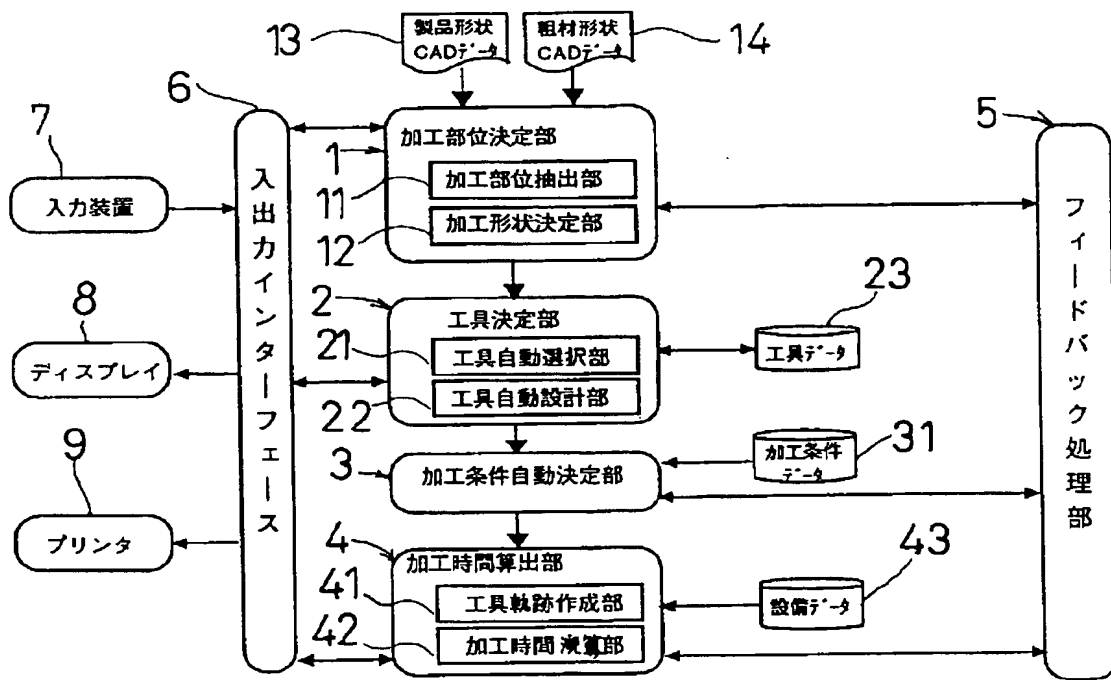 13
製品形状
CADデータ
粗材形状
CADデータ
14
6
7
入力装置
8
ディスプレイ
9
プリンタ
入出力インターフェース
1
加工部位決定部
11
加工部位抽出部
12
加工形状決定部
2
工具決定部
21
工具自動選択部
22
工具自動設計部
23
工具データ
3
加工条件自動決定部
31
加工条件
データ
4
加工時間算出部
41
工具軌跡作成部
42
加工時間演算部
43
設備データ
5
フィードバック処理部